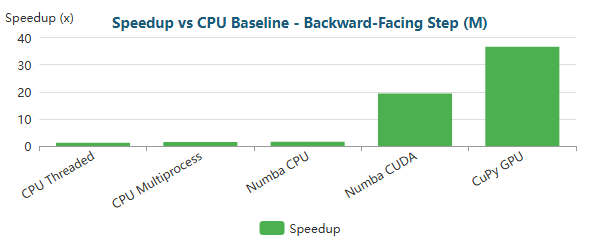 Speedup (x)
Speedup vs CPU Baseline - Backward-Facing Step (M)
40
30
20
10
0
CPU Threaded
CPU Multiprocess
Numba CPU
Numba CUDA
CuPy GPU
Speedup